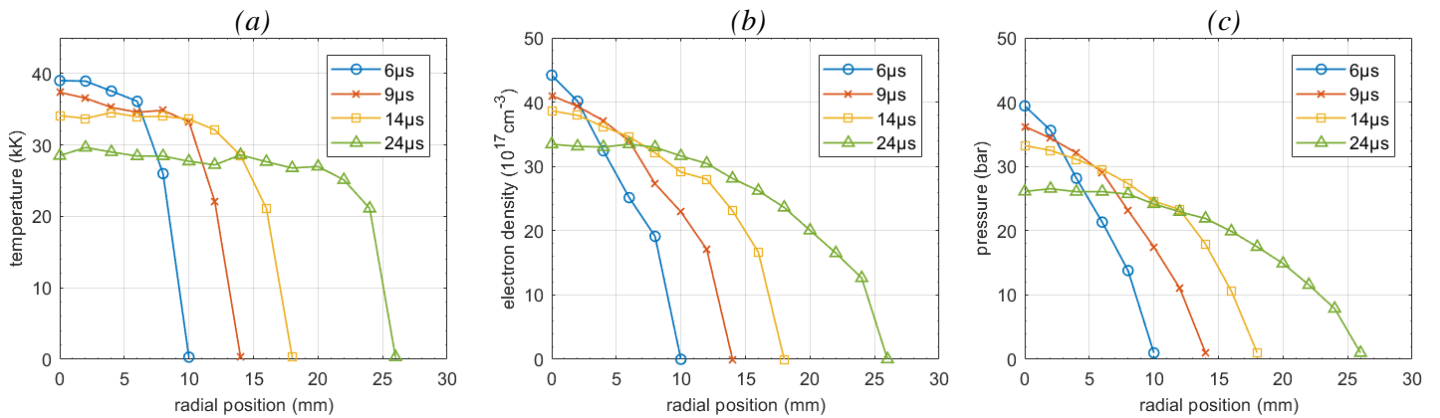 (a)
temperature (kK)
40
30
20
10
0
0 5 10 15 20 25 30
radial position (mm)
6μs
9μs
14μs
24μs
(b)
electron density (10^17cm^−3)
50
40
30
20
10
0
0 5 10 15 20 25 30
radial position (mm)
6μs
9μs
14μs
24μs
(c)
pressure (bar)
50
40
30
20
10
0
0 5 10 15 20 25 30
radial position (mm)
6μs
9μs
14μs
24μs